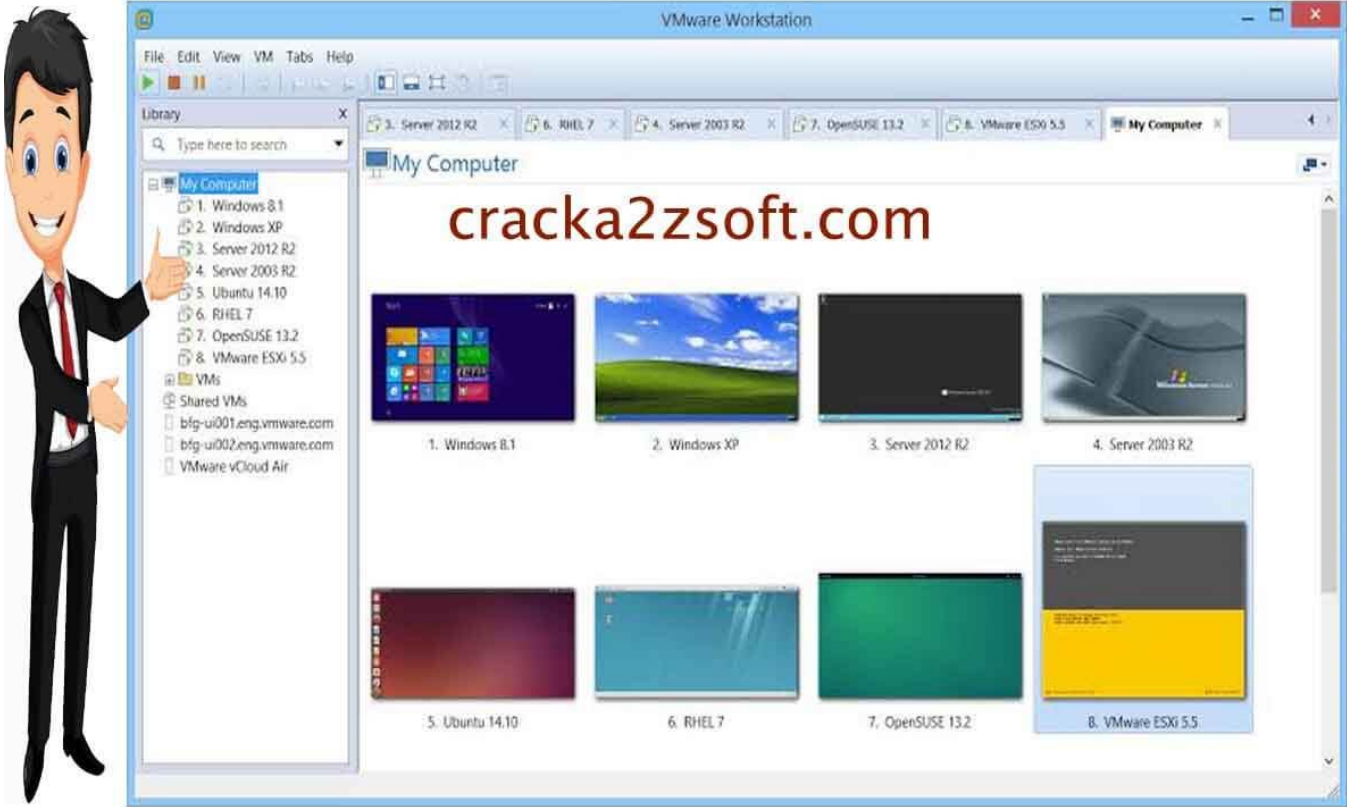 VMware Workstation
File Edit View VM Tabs Help
Library X
Type here to search
My Computer
1. Windows 8.1
2. Windows XP
3. Server 2012 R2
4. Server 2003 R2
5. Ubuntu 14.10
6. RHEL 7
7. OpenSUSE 13.2
8. VMware ESXi 5.5
VMs
Shared VMs
bfg-ui001.eng.vmware.com
bfg-ui002.eng.vmware.com
VMware vCloud Air
3. Server 2012 R2 6. RHEL 7 4. Server 2003 R2 7. OpenSUSE 13.2 8. VMware ESXi 5.5 My Computer
My Computer
cracka2zsoft.com
Start
1. Windows 8.1 2. Windows XP 3. Server 2012 R2 4. Server 2003 R2
5. Ubuntu 14.10 6. RHEL 7 7. OpenSUSE 13.2 8. VMware ESXi 5.5